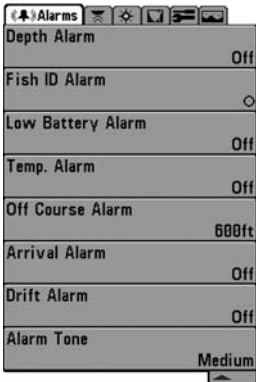 Alarms
Depth Alarm
Off
Fish ID Alarm
Low Battery Alarm
Off
Temp. Alarm
Off
Off Course Alarm
600ft
Arrival Alarm
Off
Drift Alarm
Off
Alarm Tone
Medium